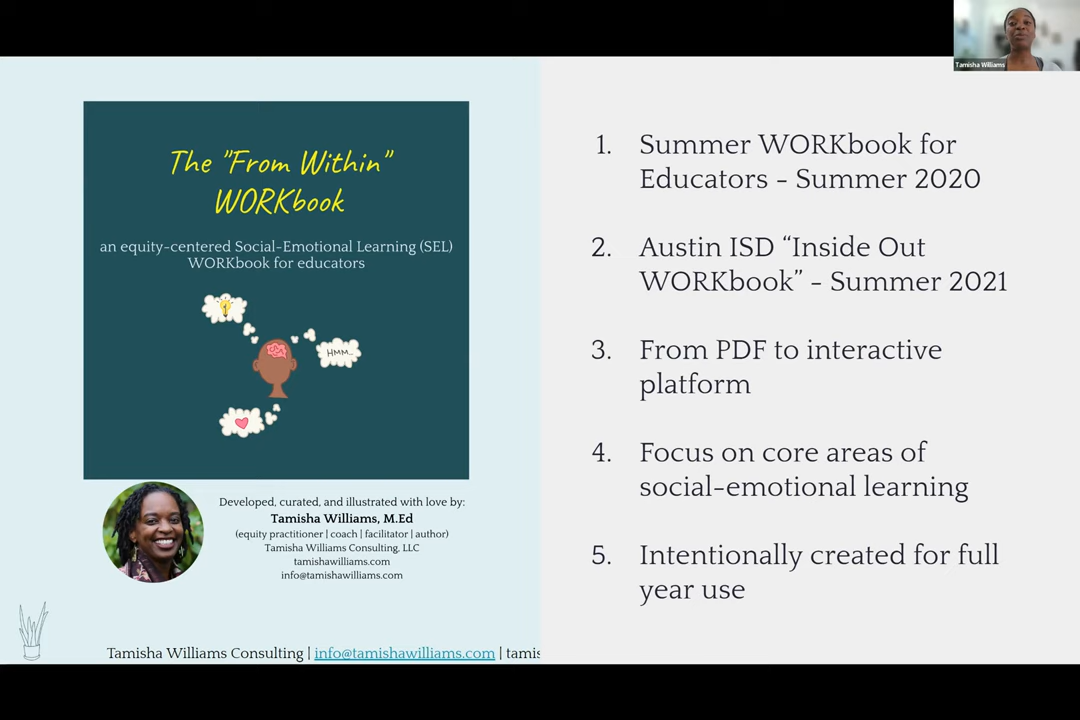 Tamisha Williams
The "From Within"
WORKbook
an equity-centered Social-Emotional Learning (SEL)
WORKbook for educators
HMM...
Developed, curated, and illustrated with love by:
Tamisha Williams, M.Ed
(equity practitioner | coach | facilitator | author)
Tamisha Williams Consulting, LLC
tamishawilliams.com
info@tamishawilliams.com
Tamisha Williams Consulting | info@tamishawilliams.com | tamis
1. Summer WORKbook for
Educators - Summer 2020
2. Austin ISD “Inside Out
WORKbook” - Summer 2021
3. From PDF to interactive
platform
4. Focus on core areas of
social-emotional learning
5. Intentionally created for full
year use